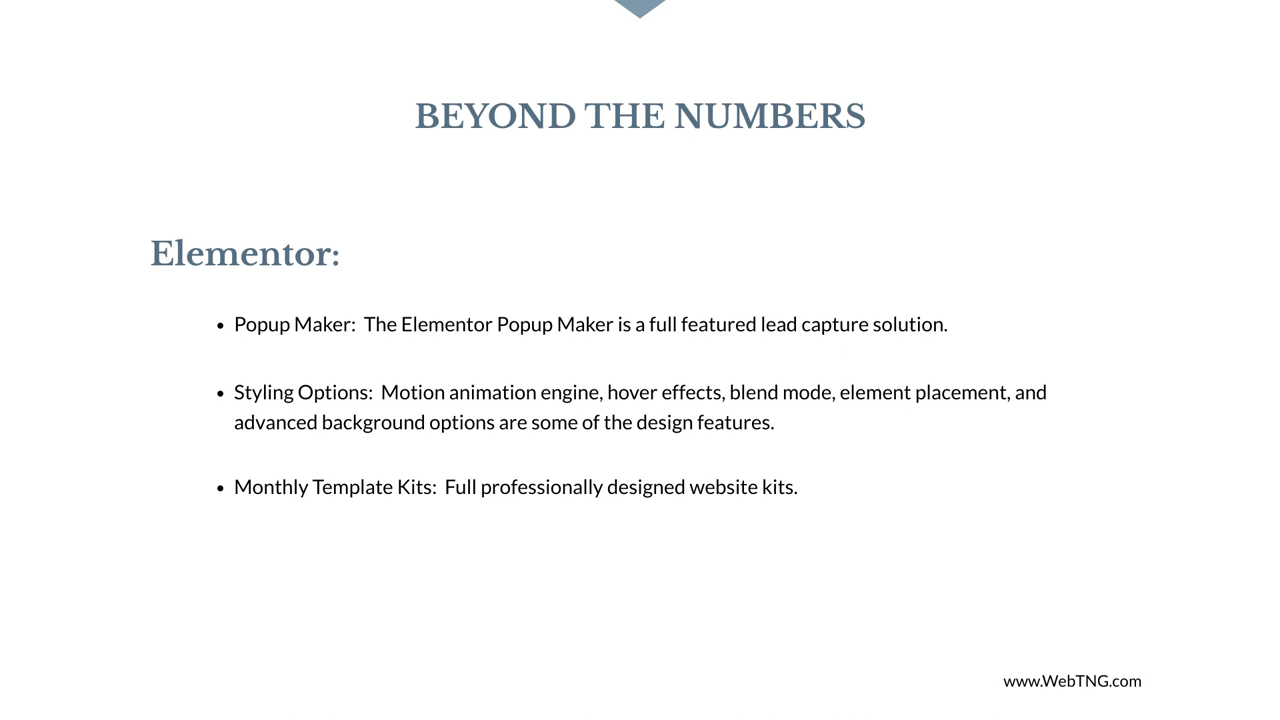 BEYOND THE NUMBERS
Elementor:
• Popup Maker:  The Elementor Popup Maker is a full featured lead capture solution.
• Styling Options:  Motion animation engine, hover effects, blend mode, element placement, and
advanced background options are some of the design features.
• Monthly Template Kits:  Full professionally designed website kits.
www.WebTNG.com